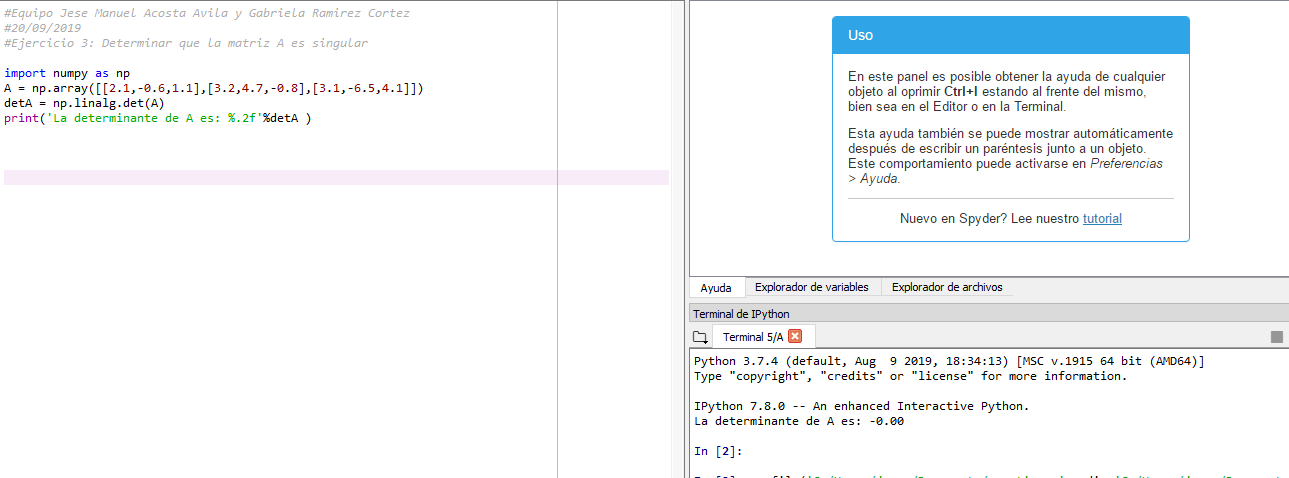 #Equipo Jese Manuel Acosta Avila y Gabriela Ramirez Cortez
#20/09/2019
#Ejercicio 3: Determinar que la matriz A es singular
import numpy as np
A = np.array([[2.1,-0.6,1.1],[3.2,4.7,-0.8],[3.1,-6.5,4.1]])
detA = np.linalg.det(A)
print('La determinante de A es: %.2f'%detA )
Uso
En este panel es posible obtener la ayuda de cualquier
objeto al oprimir Ctrl+I estando al frente del mismo,
bien sea en el Editor o en la Terminal.
Esta ayuda también se puede mostrar automáticamente
después de escribir un paréntesis junto a un objeto.
Este comportamiento puede activarse en Preferencias
> Ayuda.
Nuevo en Spyder? Lee nuestro tutorial
Ayuda Explorador de variables Explorador de archivos
Terminal de IPython
Terminal 5/A
Python 3.7.4 (default, Aug  9 2019, 18:34:13) [MSC v.1915 64 bit (AMD64)]
Type "copyright", "credits" or "license" for more information.
IPython 7.8.0 -- An enhanced Interactive Python.
La determinante de A es: -0.00
In [2]: